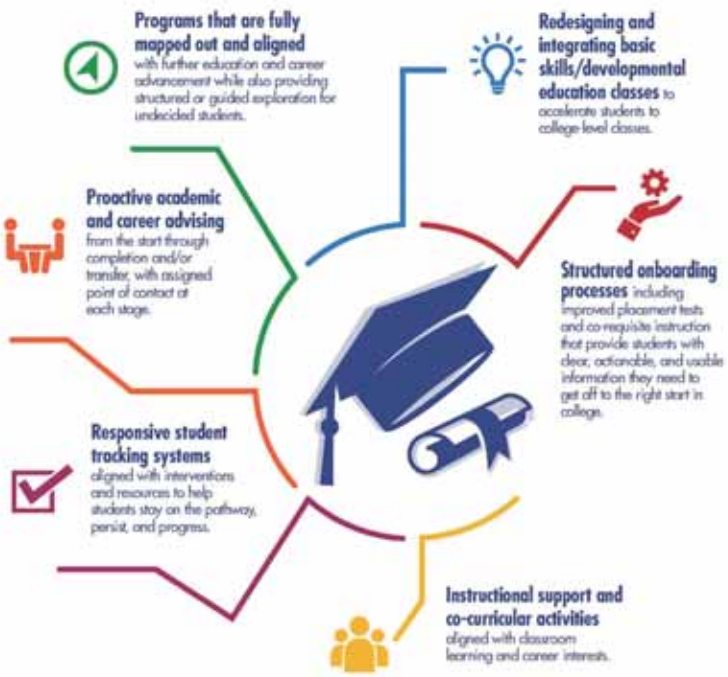 Programs that are fully
mapped out and aligned
with further education and career
advancement while also providing
structured or guided exploration for
undecided students.
Redesigning and
integrating basic
skills/developmental
education classes to
accelerate students to
college-level classes.
Proactive academic
and career advising
from the start through
completion and/or
transfer, with assigned
point of contact at
each stage.
Structured onboarding
processes including
improved placement tests
and co-requisite instruction
that provide students with
clear, actionable, and usable
information they need to
get off to the right start in
college.
Responsive student
tracking systems
aligned with interventions
and resources to help
students stay on the pathway,
persist, and progress.
Instructional support and
co-curricular activities
aligned with classroom
learning and career interests.